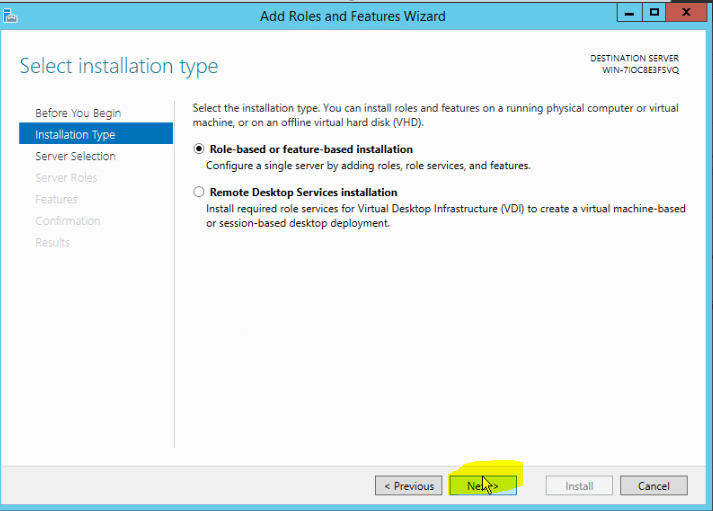 Add Roles and Features Wizard
Select installation type
DESTINATION SERVER
WIN-7IOC8E3FSVQ
Before You Begin
Installation Type
Server Selection
Server Roles
Features
Confirmation
Results
Select the installation type. You can install roles and features on a running physical computer or virtual
machine, or on an offline virtual hard disk (VHD).
Role-based or feature-based installation
Configure a single server by adding roles, role services, and features.
Remote Desktop Services installation
Install required role services for Virtual Desktop Infrastructure (VDI) to create a virtual machine-based
or session-based desktop deployment.
< Previous
Next >
Install
Cancel